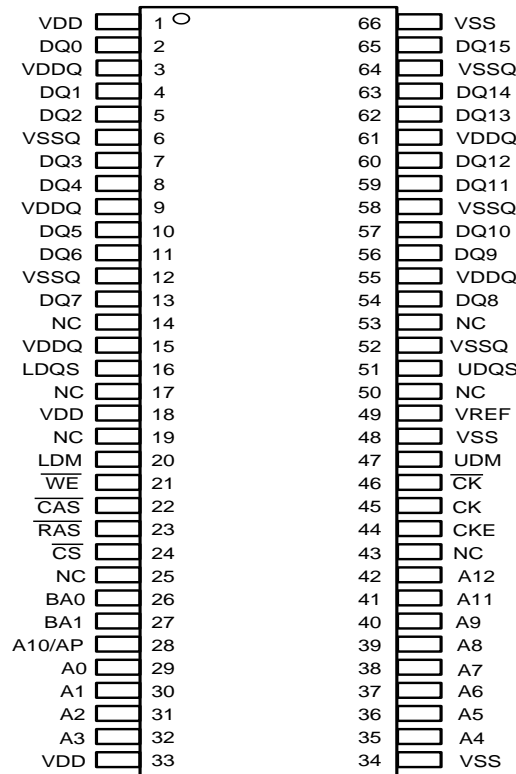 VDD 1 66 VSS
DQ0 2 65 DQ15
VDDQ 3 64 VSSQ
DQ1 4 63 DQ14
DQ2 5 62 DQ13
VSSQ 6 61 VDDQ
DQ3 7 60 DQ12
DQ4 8 59 DQ11
VDDQ 9 58 VSSQ
DQ5 10 57 DQ10
DQ6 11 56 DQ9
VSSQ 12 55 VDDQ
DQ7 13 54 DQ8
NC 14 53 NC
VDDQ 15 52 VSSQ
LDQS 16 51 UDQS
NC 17 50 NC
VDD 18 49 VREF
NC 19 48 VSS
LDM 20 47 UDM
W̅E̅ 21 46 C̅K̅
C̅A̅S̅ 22 45 CK
R̅A̅S̅ 23 44 CKE
C̅S̅ 24 43 NC
NC 25 42 A12
BA0 26 41 A11
BA1 27 40 A9
A10/AP 28 39 A8
A0 29 38 A7
A1 30 37 A6
A2 31 36 A5
A3 32 35 A4
VDD 33 34 VSS